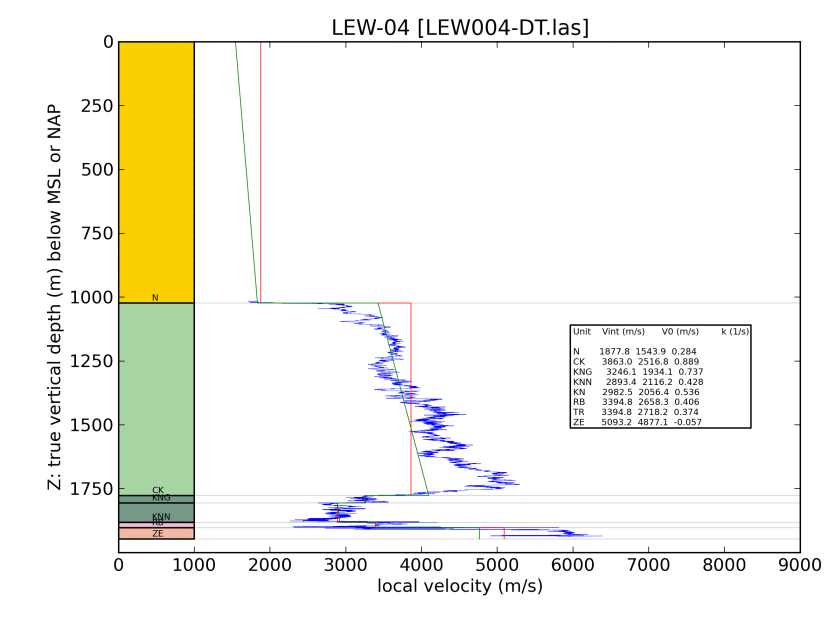 LEW-04 [LEW004-DT.las]
0
250
500
750
1000
1250
1500
1750
Z: true vertical depth (m) below MSL or NAP
N
CK
KNG
KNN
RB
ZE
Unit Vint (m/s) V0 (m/s) k (1/s)
N 1877.8 1543.9 0.284
CK 3863.0 2516.8 0.889
KNG 3246.1 1934.1 0.737
KNN 2893.4 2116.2 0.428
KN 2982.5 2056.4 0.536
RB 3394.8 2658.3 0.406
TR 3394.8 2718.2 0.374
ZE 5093.2 4877.1 -0.057
0 1000 2000 3000 4000 5000 6000 7000 8000 9000
local velocity (m/s)